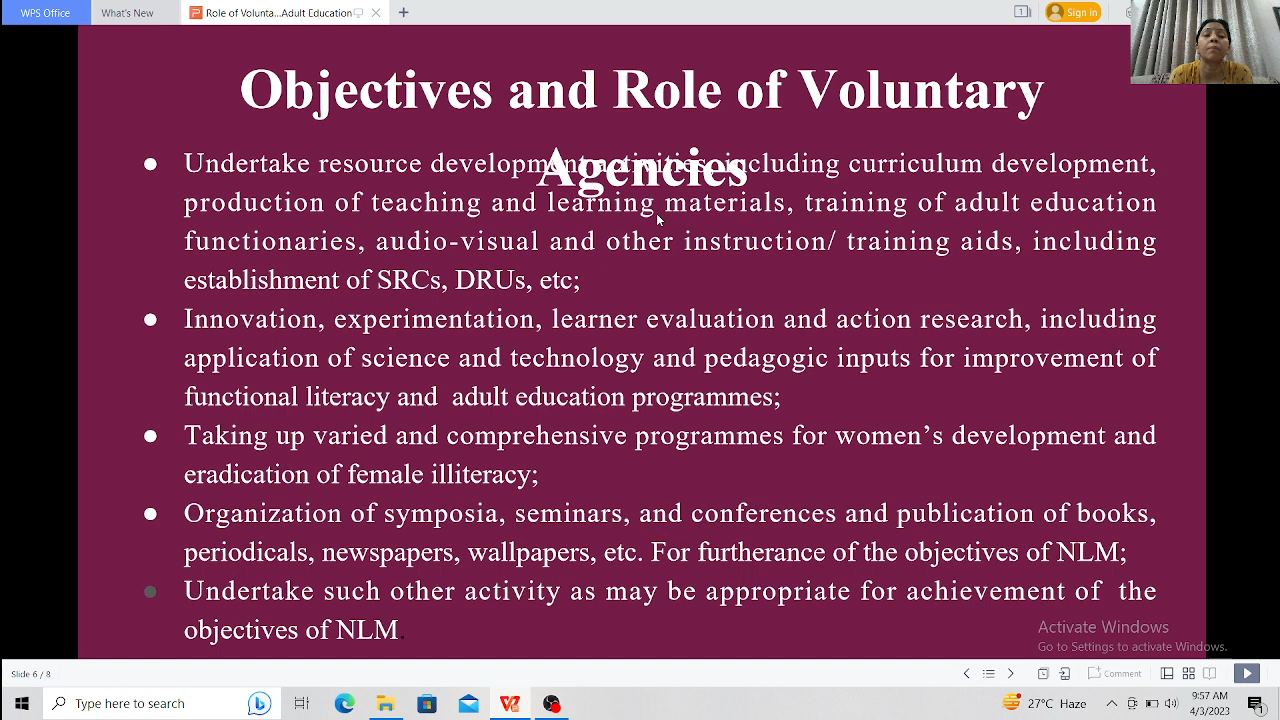 WPS Office
What's New
Role of Volunta...Adult Education
Sign in
Objectives and Role of Voluntary
Agencies
● Undertake resource development activities, including curriculum development,
production of teaching and learning materials, training of adult education
functionaries, audio-visual and other instruction/ training aids, including
establishment of SRCs, DRUs, etc;
● Innovation, experimentation, learner evaluation and action research, including
application of science and technology and pedagogic inputs for improvement of
functional literacy and adult education programmes;
● Taking up varied and comprehensive programmes for women's development and
eradication of female illiteracy;
● Organization of symposia, seminars, and conferences and publication of books,
periodicals, newspapers, wallpapers, etc. For furtherance of the objectives of NLM;
● Undertake such other activity as may be appropriate for achievement of the
objectives of NLM.
Activate Windows
Go to Settings to activate Windows.
Slide 6 / 8
Comment
Type here to search
27°C Haze
9:57 AM
4/3/2023